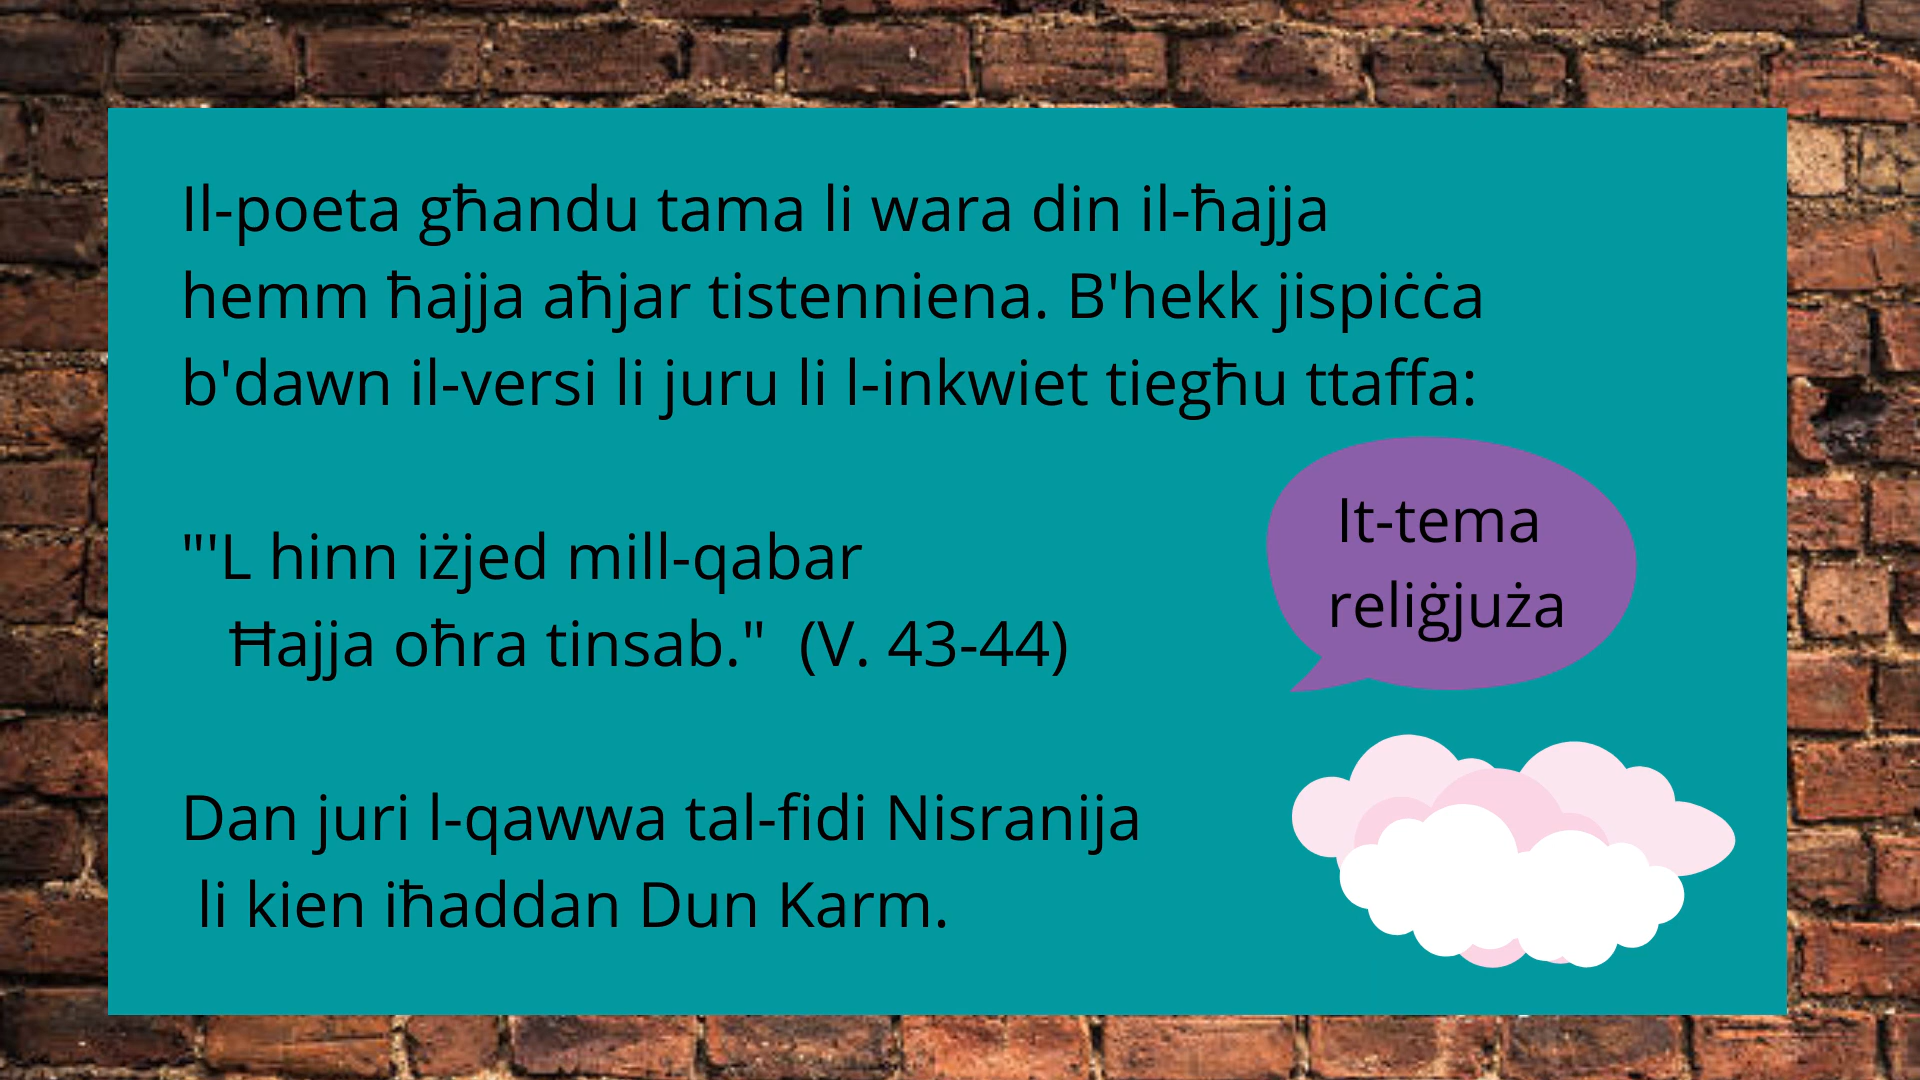 Il-poeta għandu tama li wara din il-ħajja
hemm ħajja aħjar tistenniena. B'hekk jispiċċa
b'dawn il-versi li juru li l-inkwiet tiegħu ttaffa:
"'L hinn iżjed mill-qabar
Ħajja oħra tinsab." (V. 43-44)
It-tema
reliġjuża
Dan juri l-qawwa tal-fidi Nisranija
li kien iħaddan Dun Karm.